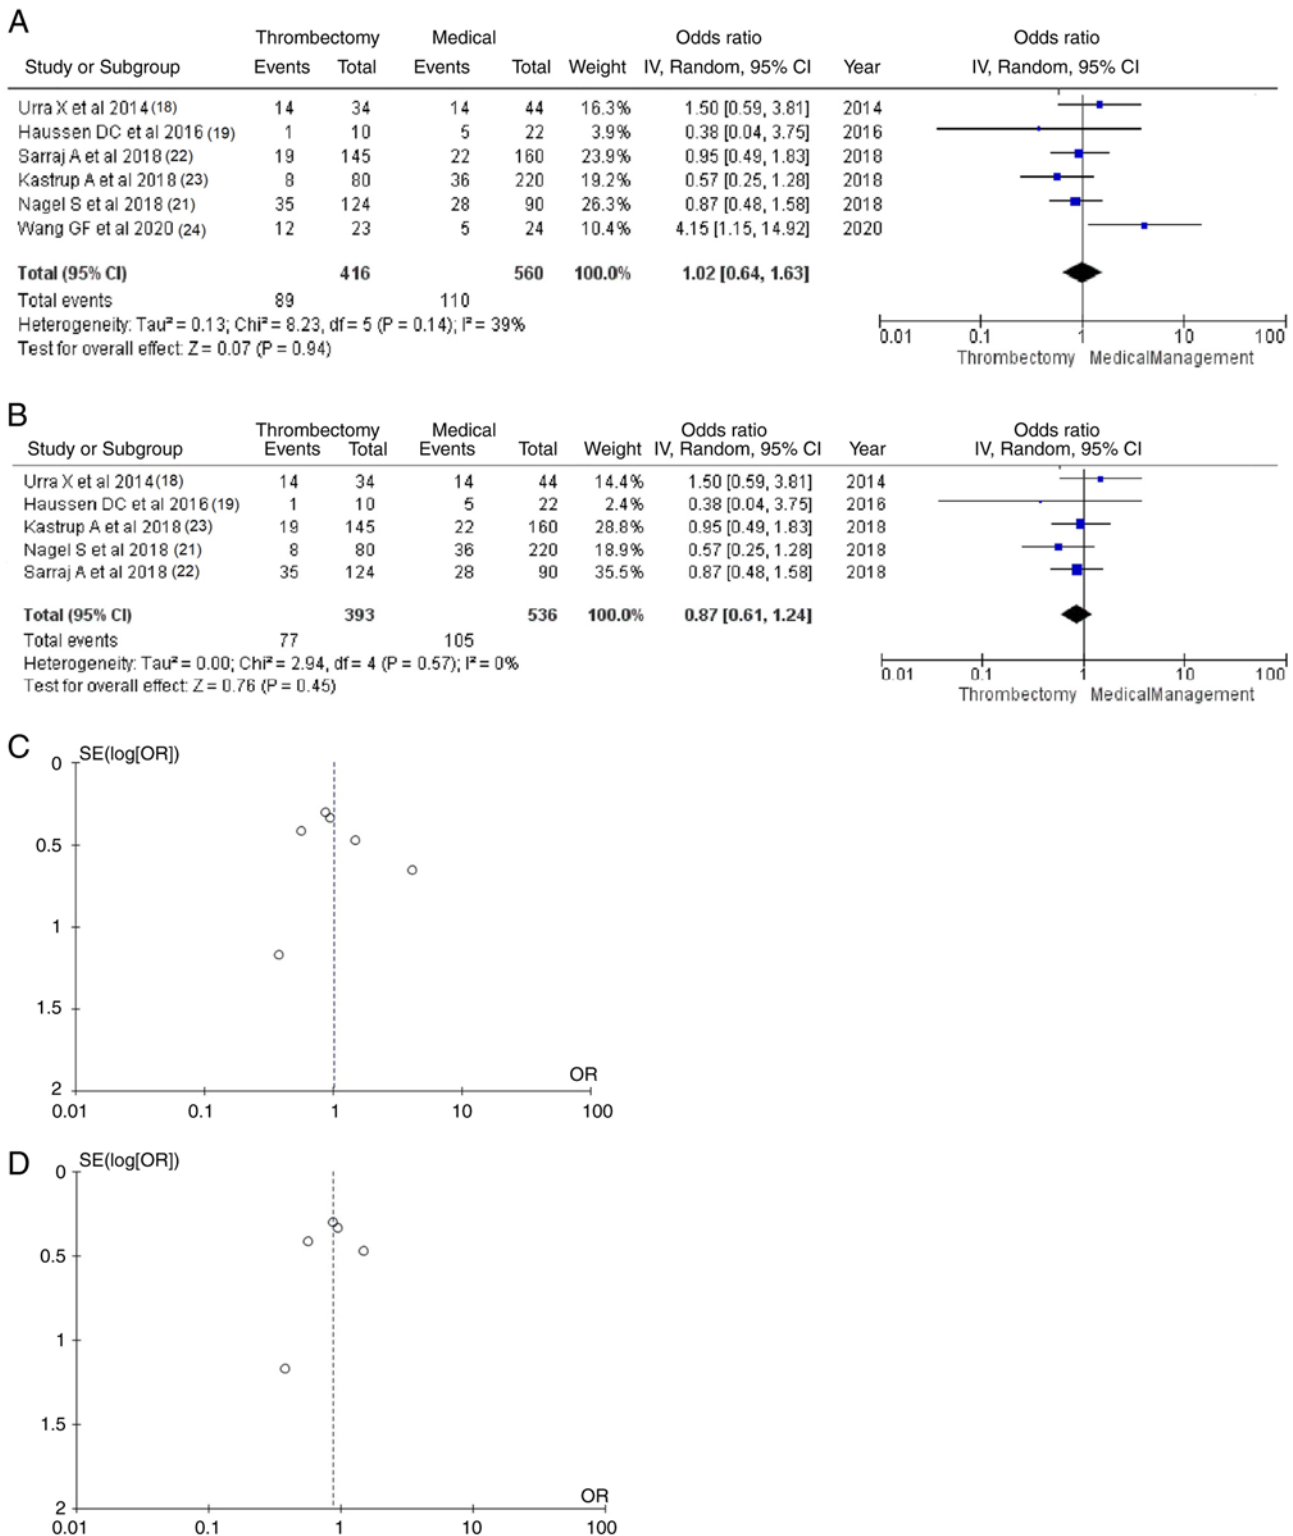 A
Thrombectomy Medical Odds ratio Odds ratio
Study or Subgroup Events Total Events Total Weight IV, Random, 95% CI Year IV, Random, 95% CI
Urra X et al 2014 (18) 14 34 14 44 16.3% 1.50 [0.59, 3.81] 2014
Haussen DC et al 2016 (19) 1 10 5 22 3.9% 0.38 [0.04, 3.75] 2016
Sarraj A et al 2018 (22) 19 145 22 160 23.9% 0.95 [0.49, 1.83] 2018
Kastrup A et al 2018 (23) 8 80 36 220 19.2% 0.57 [0.25, 1.28] 2018
Nagel S et al 2018 (21) 35 124 28 90 26.3% 0.87 [0.48, 1.58] 2018
Wang GF et al 2020 (24) 12 23 5 24 10.4% 4.15 [1.15, 14.92] 2020
Total (95% CI) 416 560 100.0% 1.02 [0.64, 1.63]
Total events 89 110
Heterogeneity: Tau² = 0.13; Chi² = 8.23, df = 5 (P = 0.14); I² = 39%
Test for overall effect: Z = 0.07 (P = 0.94)
0.01 0.1 1 10 100
Thrombectomy MedicalManagement
B
Thrombectomy Medical Odds ratio Odds ratio
Study or Subgroup Events Total Events Total Weight IV, Random, 95% CI Year IV, Random, 95% CI
Urra X et al 2014 (18) 14 34 14 44 14.4% 1.50 [0.59, 3.81] 2014
Haussen DC et al 2016 (19) 1 10 5 22 2.4% 0.38 [0.04, 3.75] 2016
Kastrup A et al 2018 (23) 19 145 22 160 28.8% 0.95 [0.49, 1.83] 2018
Nagel S et al 2018 (21) 8 80 36 220 18.9% 0.57 [0.25, 1.28] 2018
Sarraj A et al 2018 (22) 35 124 28 90 35.5% 0.87 [0.48, 1.58] 2018
Total (95% CI) 393 536 100.0% 0.87 [0.61, 1.24]
Total events 77 105
Heterogeneity: Tau² = 0.00; Chi² = 2.94, df = 4 (P = 0.57); I² = 0%
Test for overall effect: Z = 0.76 (P = 0.45)
0.01 0.1 1 10 100
Thrombectomy MedicalManagement
C
SE(log[OR])
0
0.5
1
1.5
2
OR
0.01 0.1 1 10 100
D
SE(log[OR])
0
0.5
1
1.5
2
OR
0.01 0.1 1 10 100